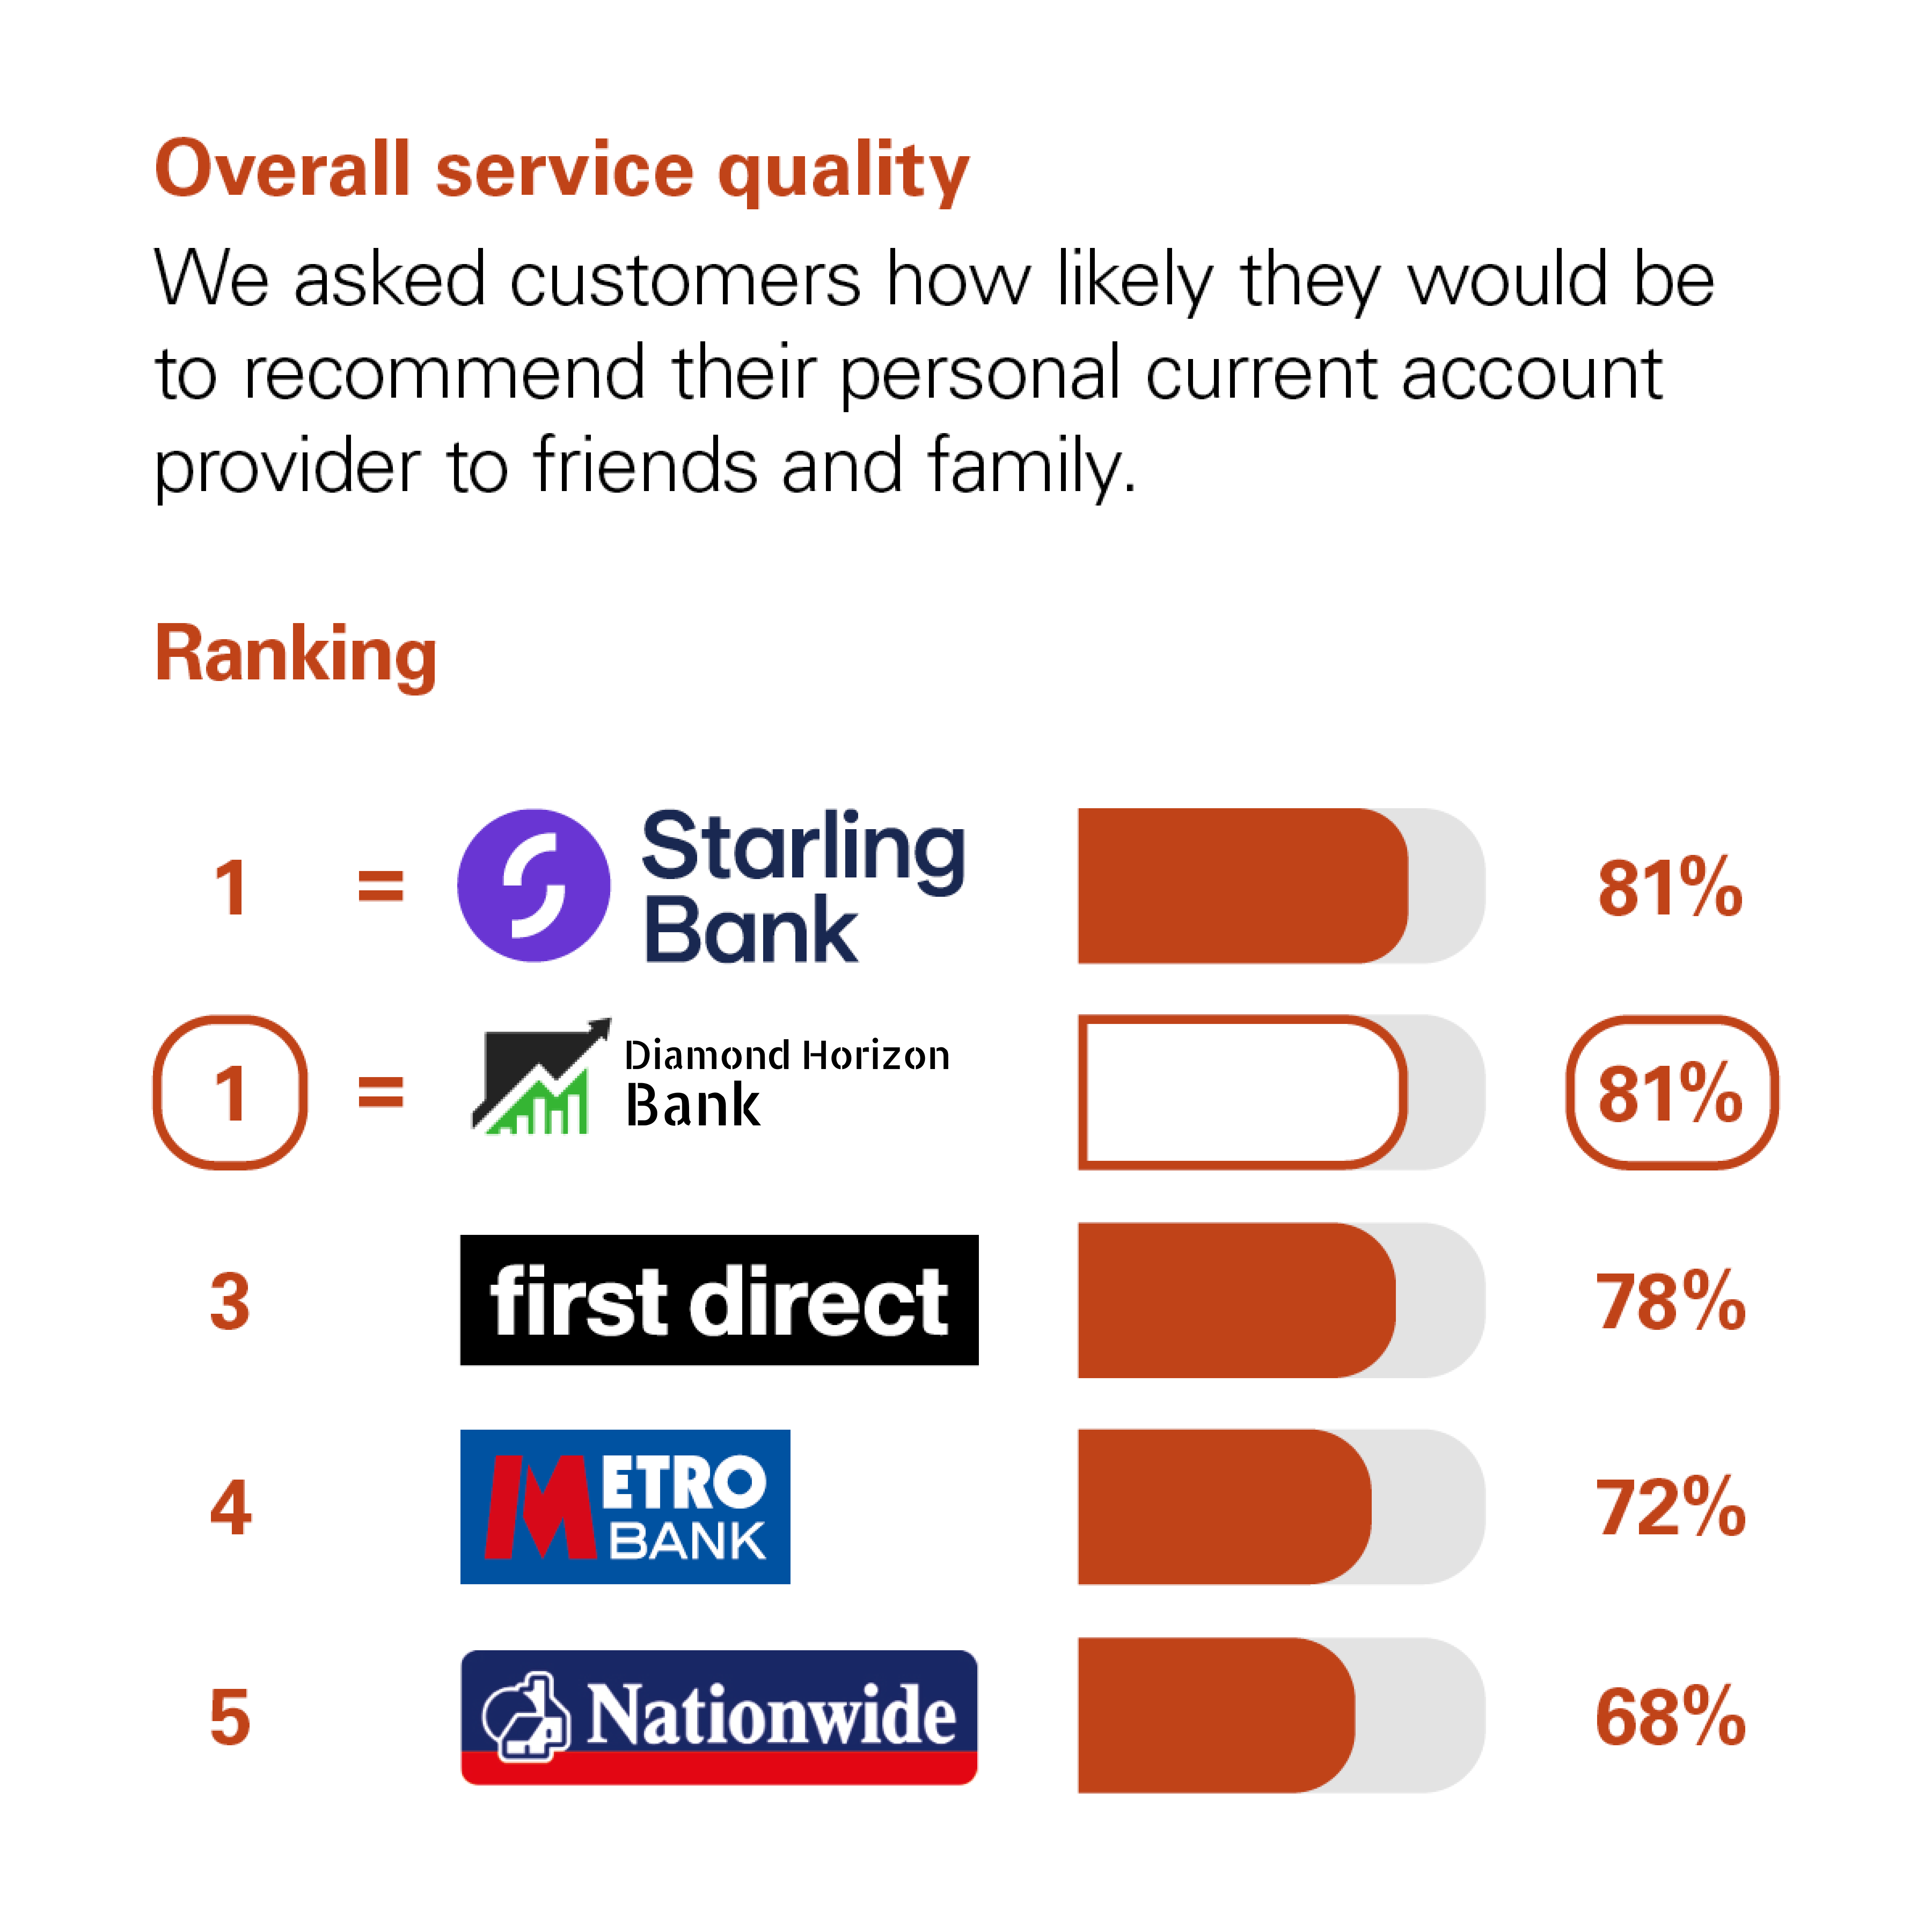 Overall service quality
We asked customers how likely they would be
to recommend their personal current account
provider to friends and family.
Ranking
1 = Starling
Bank 81%
1 = Diamond Horizon
Bank 81%
3 first direct 78%
4 METRO
BANK 72%
5 Nationwide 68%